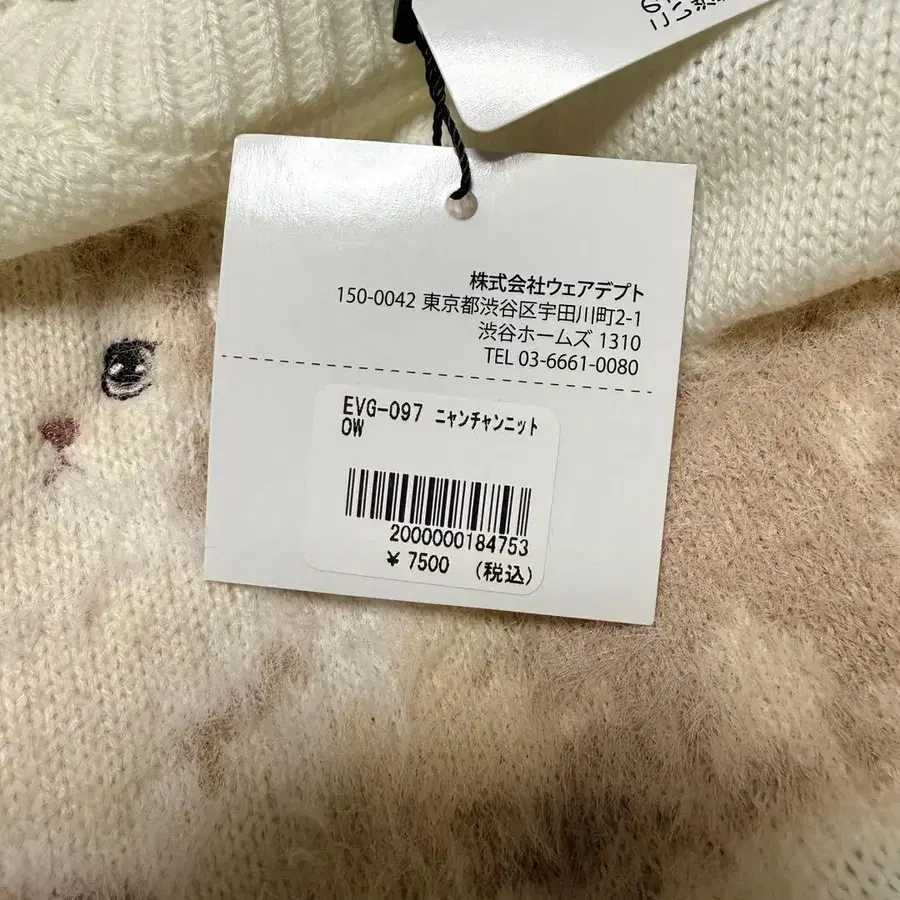 株式会社ウェアデプト
150-0042 東京都渋谷区宇田川町2-1
渋谷ホームズ 1310
TEL 03-6661-0080
EVG-097 ニャンチャンニット
OW
2000000184753
¥ 7500 (税込)